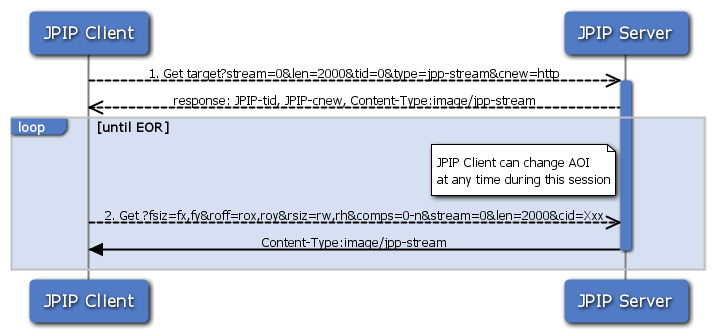 JPIP Client
JPIP Server
1. Get target?stream=0&len=2000&tid=0&type=jpp-stream&cnew=http
response: JPIP-tid, JPIP-cnew, Content-Type:image/jpp-stream
loop
[until EOR]
JPIP Client can change AOI
at any time during this session
2. Get ?fsiz=fx,fy&roff=rox,roy&rsiz=rw,rh&comps=0-n&stream=0&len=2000&cid=Xxx
Content-Type:image/jpp-stream
JPIP Client
JPIP Server